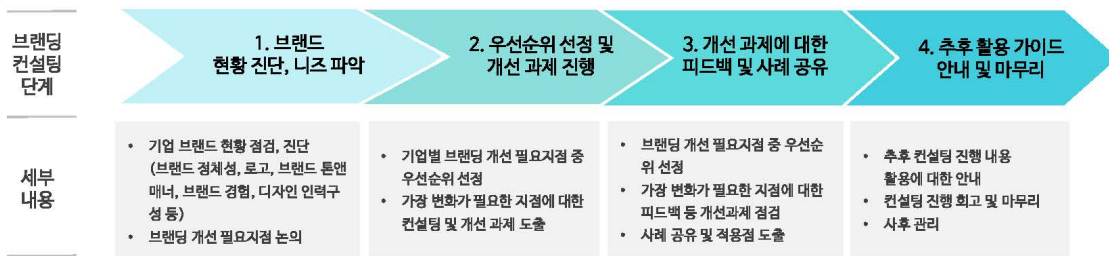 브랜딩
컨설팅
단계
1. 브랜드
현황 진단, 니즈 파악
2. 우선순위 선정 및
개선 과제 진행
3. 개선 과제에 대한
피드백 및 사례 공유
4. 추후 활용 가이드
안내 및 마무리
세부
내용
• 기업 브랜드 현황 점검, 진단
(브랜드 정체성, 로고, 브랜드 톤앤
매너, 브랜드 경험, 디자인 인력구
성 등)
• 브랜딩 개선 필요지점 논의
• 기업별 브랜딩 개선 필요지점 중
우선순위 선정
• 가장 변화가 필요한 지점에 대한
컨설팅 및 개선 과제 도출
• 브랜딩 개선 필요지점 중 우선순
위 선정
• 가장 변화가 필요한 지점에 대한
피드백 등 개선과제 점검
• 사례 공유 및 적용점 도출
• 추후 컨설팅 진행 내용
활용에 대한 안내
• 컨설팅 진행 회고 및 마무리
• 사후 관리